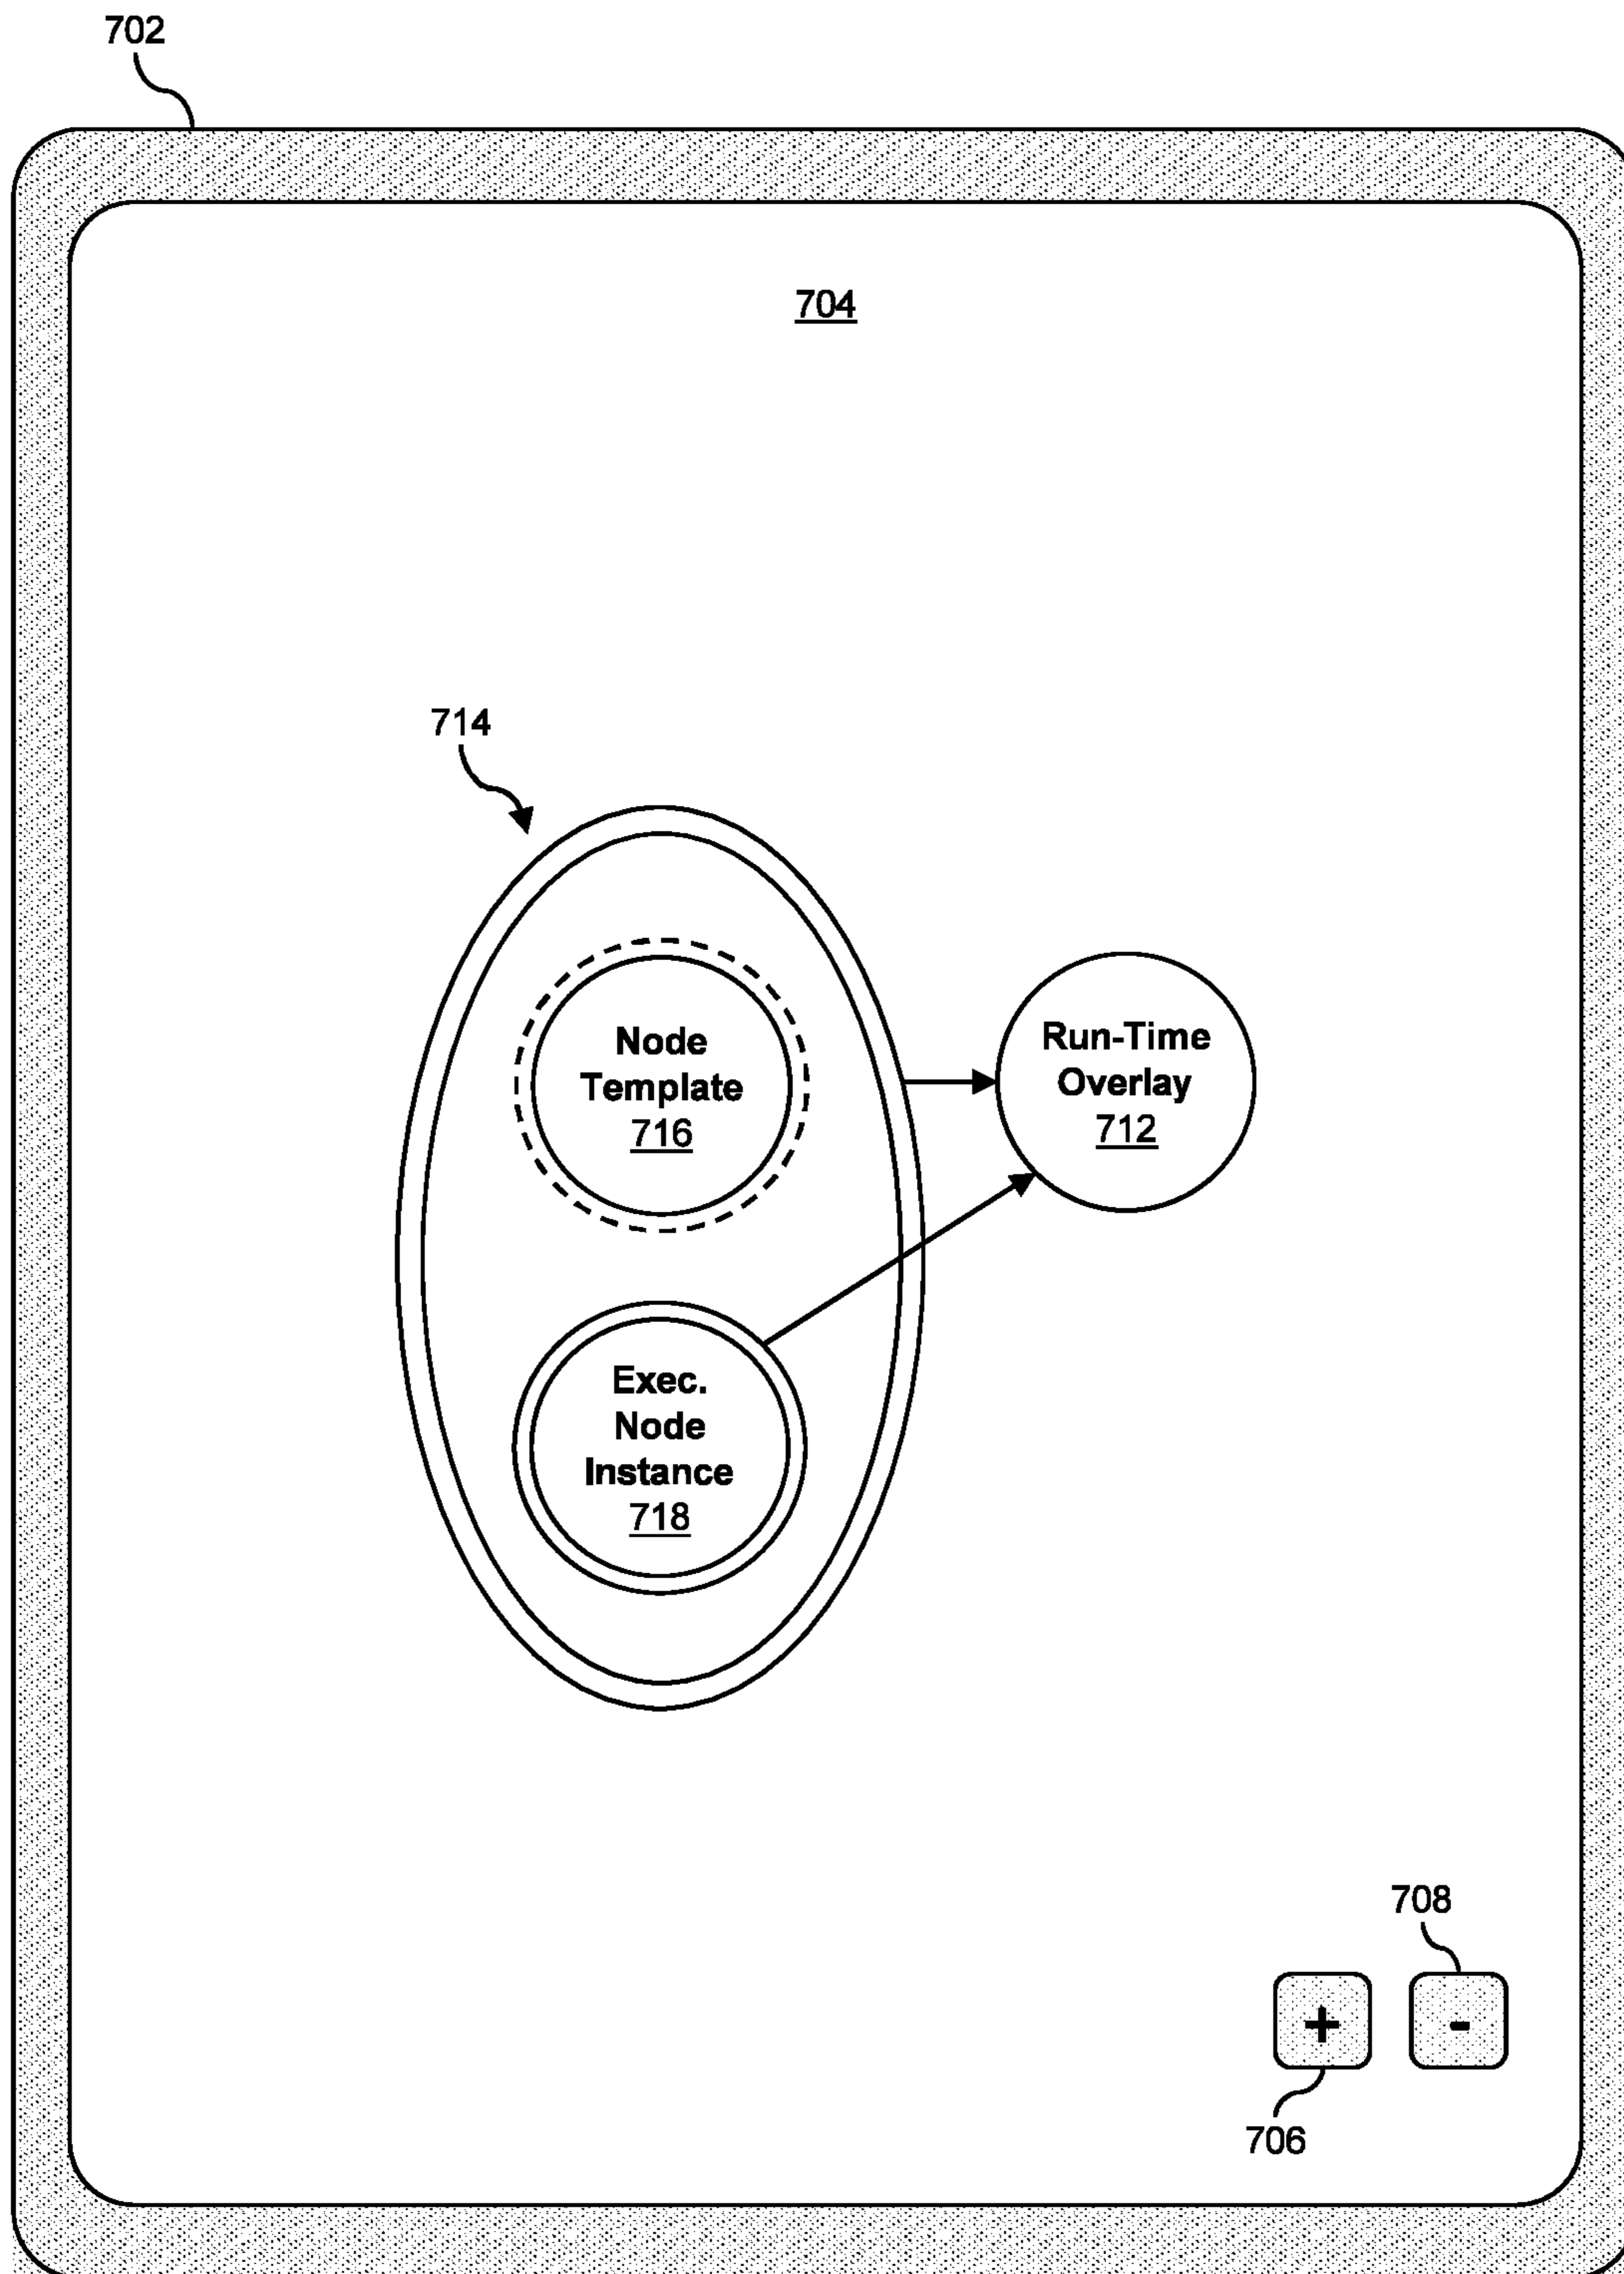 702
704
714
Node
Template
716
Run-Time
Overlay
712
Exec.
Node
Instance
718
708
+
-
706